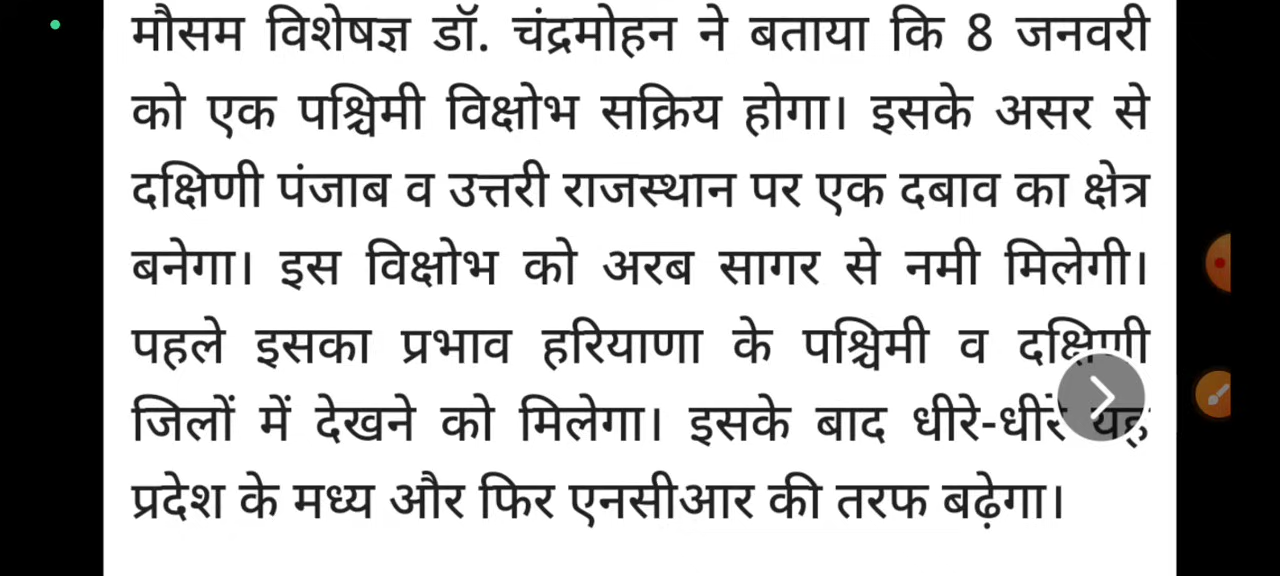 मौसम विशेषज्ञ डॉ. चंद्रमोहन ने बताया कि 8 जनवरी
को एक पश्चिमी विक्षोभ सक्रिय होगा। इसके असर से
दक्षिणी पंजाब व उत्तरी राजस्थान पर एक दबाव का क्षेत्र
बनेगा। इस विक्षोभ को अरब सागर से नमी मिलेगी।
पहले इसका प्रभाव हरियाणा के पश्चिमी व दक्षिणी
जिलों में देखने को मिलेगा। इसके बाद धीरे-धीरे यह
प्रदेश के मध्य और फिर एनसीआर की तरफ बढ़ेगा।